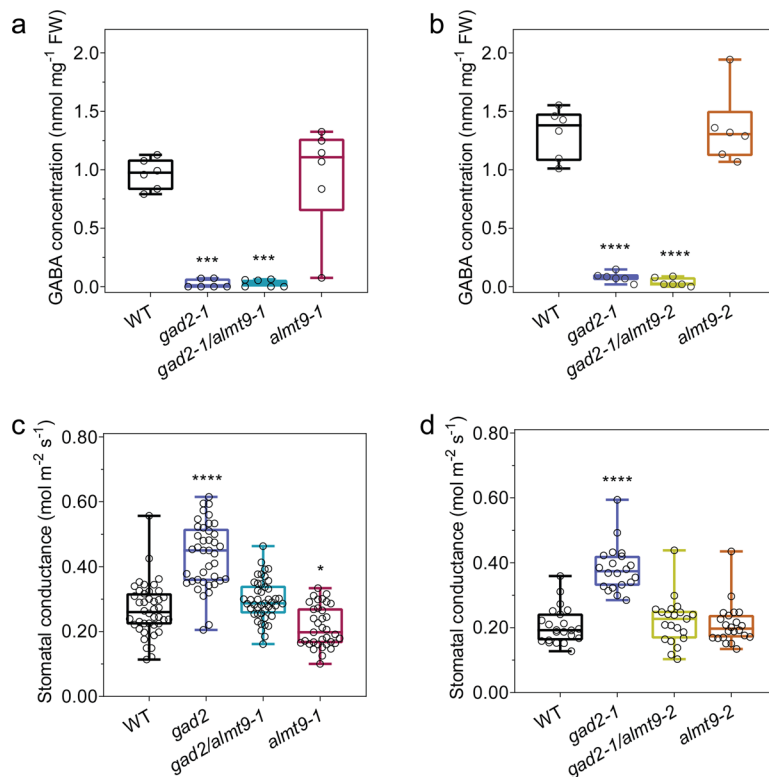 a
GABA concentration (nmol mg⁻¹ FW)
2.0
1.5
1.0
0.5
0.0
***
***
WT
gad2-1
gad2-1/almt9-1
almt9-1
b
GABA concentration (nmol mg⁻¹ FW)
2.0
1.5
1.0
0.5
0.0
****
****
WT
gad2-1
gad2-1/almt9-2
almt9-2
c
Stomatal conductance (mol m⁻² s⁻¹)
0.80
0.60
0.40
0.20
0.00
****
*
WT
gad2
gad2/almt9-1
almt9-1
d
Stomatal conductance (mol m⁻² s⁻¹)
0.80
0.60
0.40
0.20
0.00
****
WT
gad2-1
gad2-1/almt9-2
almt9-2